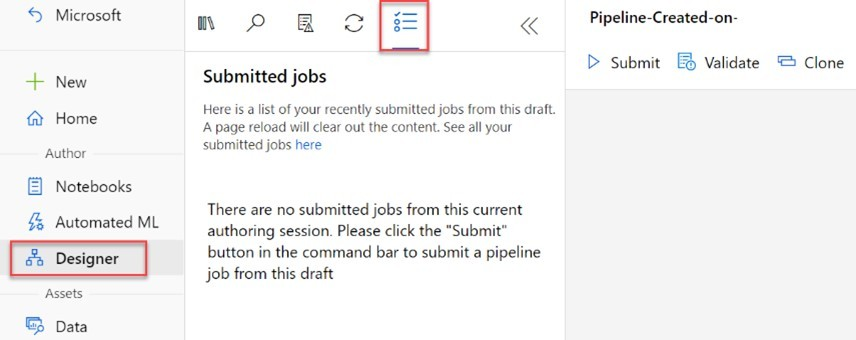 Microsoft
New
Home
Author
Notebooks
Automated ML
Designer
Assets
Data
Submitted jobs
Here is a list of your recently submitted jobs from this draft.
A page reload will clear out the content. See all your
submitted jobs here
There are no submitted jobs from this current
authoring session. Please click the "Submit"
button in the command bar to submit a pipeline
job from this draft
Pipeline-Created-on-
Submit Validate Clone